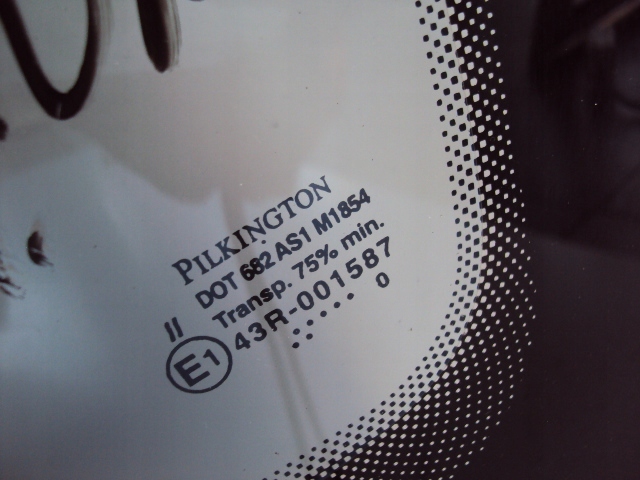 PILKINGTON
DOT 682 AS1 M1854
II Transp. 75% min.
E1 43R-001587
0